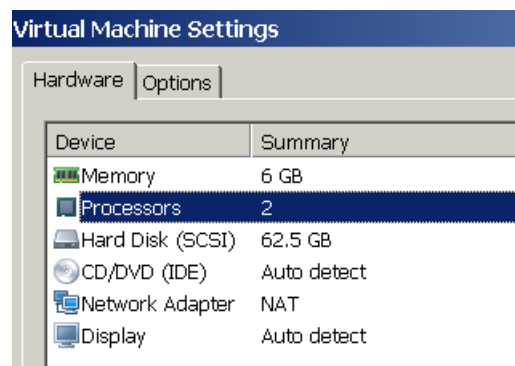 Virtual Machine Settings
Hardware Options
Device Summary
Memory 6 GB
Processors 2
Hard Disk (SCSI) 62.5 GB
CD/DVD (IDE) Auto detect
Network Adapter NAT
Display Auto detect